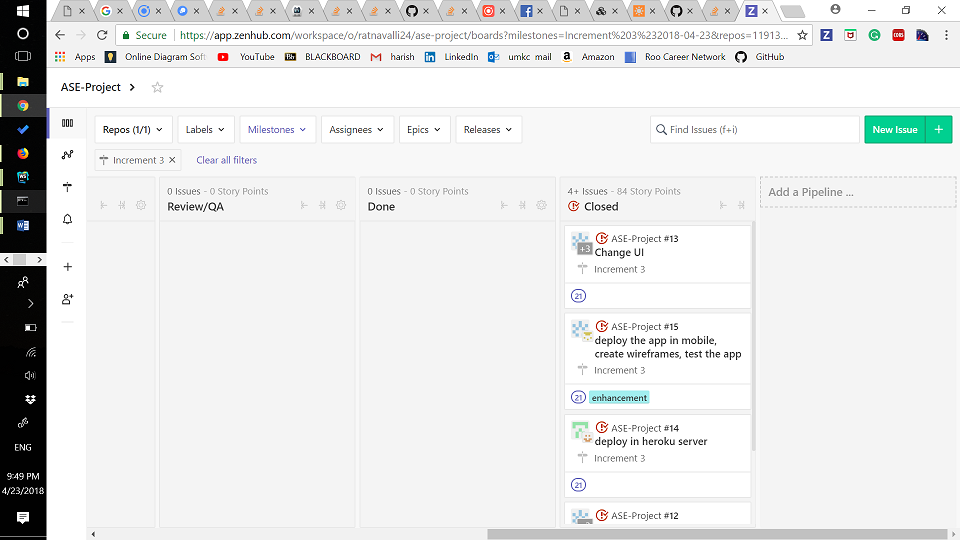 Secure
https://app.zenhub.com/workspace/o/ratnavalli24/ase-project/boards?milestones=Increment%203%232018-04-23&repos=11913...
Apps
Online Diagram Soft
YouTube
BLACKBOARD
harish
LinkedIn
umkc mail
Amazon
Roo Career Network
GitHub
ASE-Project
Repos (1/1)
Labels
Milestones
Assignees
Epics
Releases
Find Issues (f+i)
New Issue
+
Increment 3 ×
Clear all filters
0 Issues - 0 Story Points
Review/QA
0 Issues - 0 Story Points
Done
4+ Issues - 84 Story Points
Closed
Add a Pipeline ...
+3
ASE-Project #13
Change UI
Increment 3
21
ASE-Project #15
deploy the app in mobile,
create wireframes, test the app
Increment 3
21
enhancement
ASE-Project #14
deploy in heroku server
Increment 3
21
ASE-Project #12
ENG
9:49 PM
4/23/2018